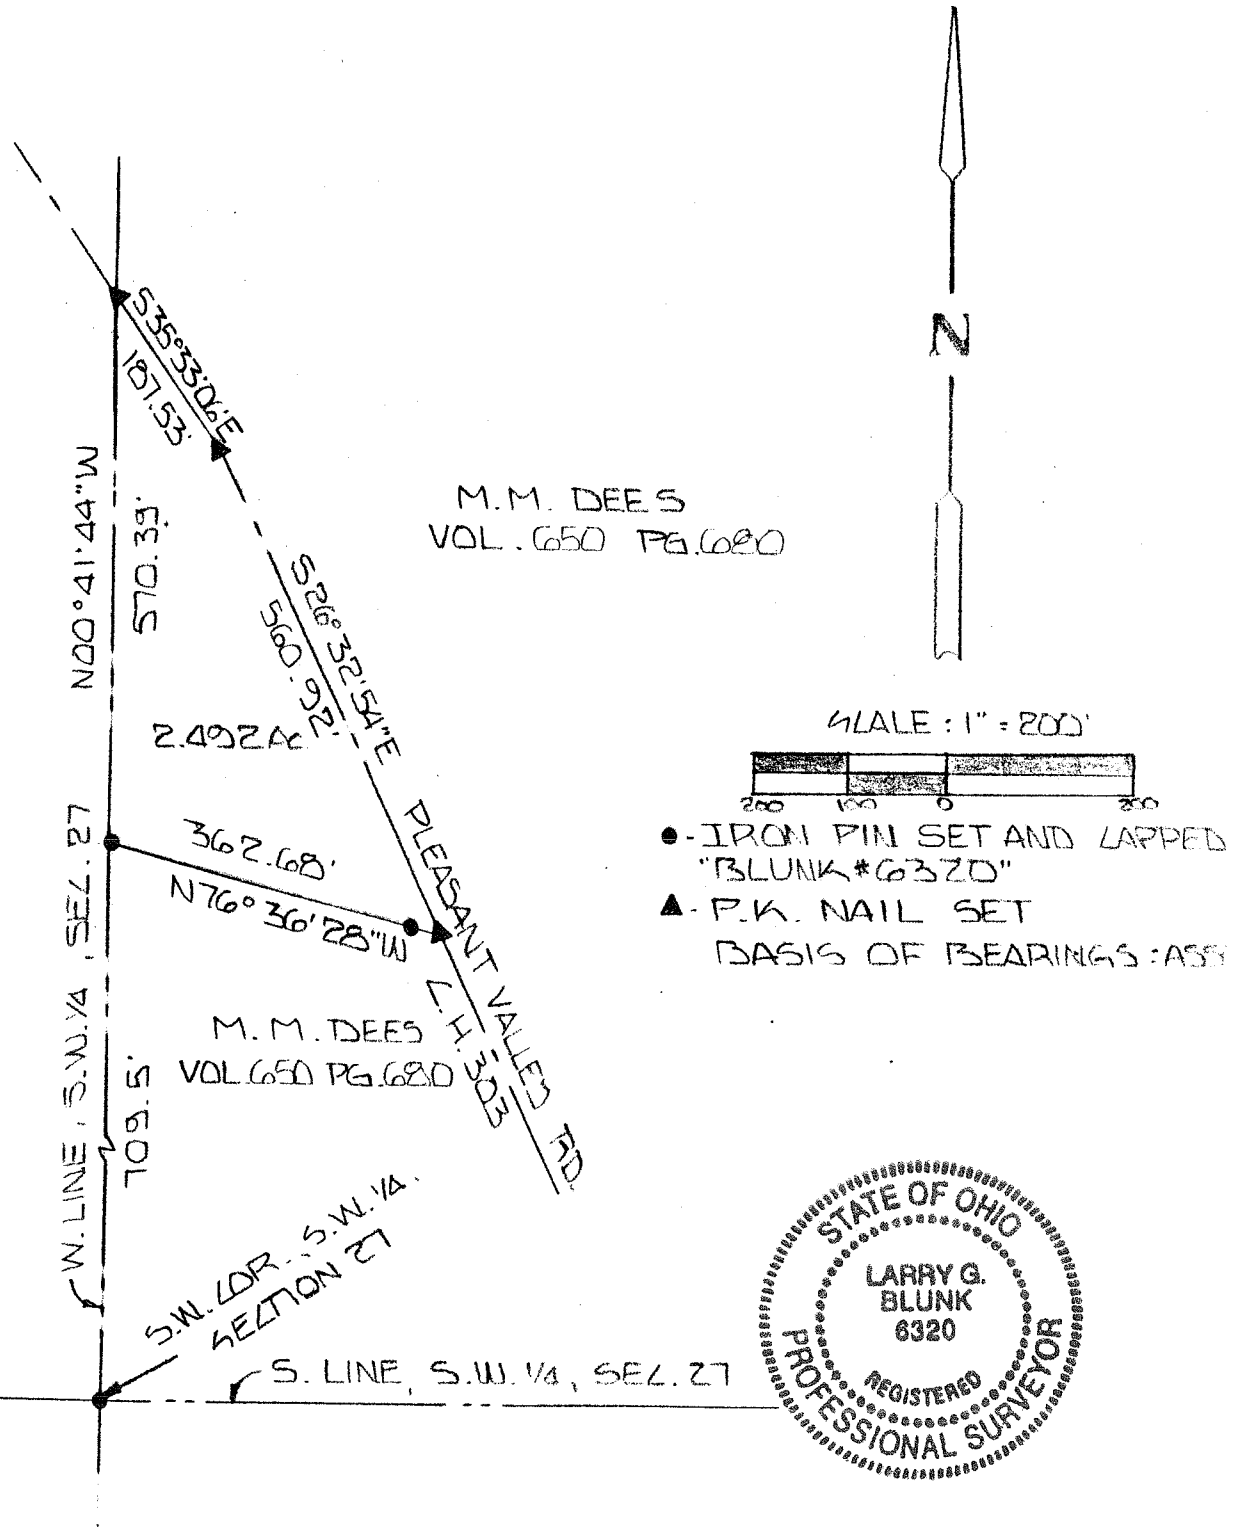 N
S35°33'06"E
187.53'
N00°41'44"W
570.39'
M.M. DEES
VOL. 650 PG. 680
S26°32'54"E
560.92'
2.492 Ac
SCALE: 1" = 200'
200 100 0 200
- IRON PIN SET AND CAPPED
"BLUNK #6320"
- P.K. NAIL SET
BASIS OF BEARINGS: ASS
362.68'
N76°36'28"W
PLEASANT VALLEY RD.
C.H. 303
M.M. DEES
VOL. 650 PG. 680
W. LINE, S.W. 1/4, SEC. 27
709.5'
S.W. COR., S.W. 1/4.
SECTION 27
S. LINE, S.W. 1/4, SEC. 27
STATE OF OHIO
LARRY G.
BLUNK
6320
REGISTERED
PROFESSIONAL SURVEYOR